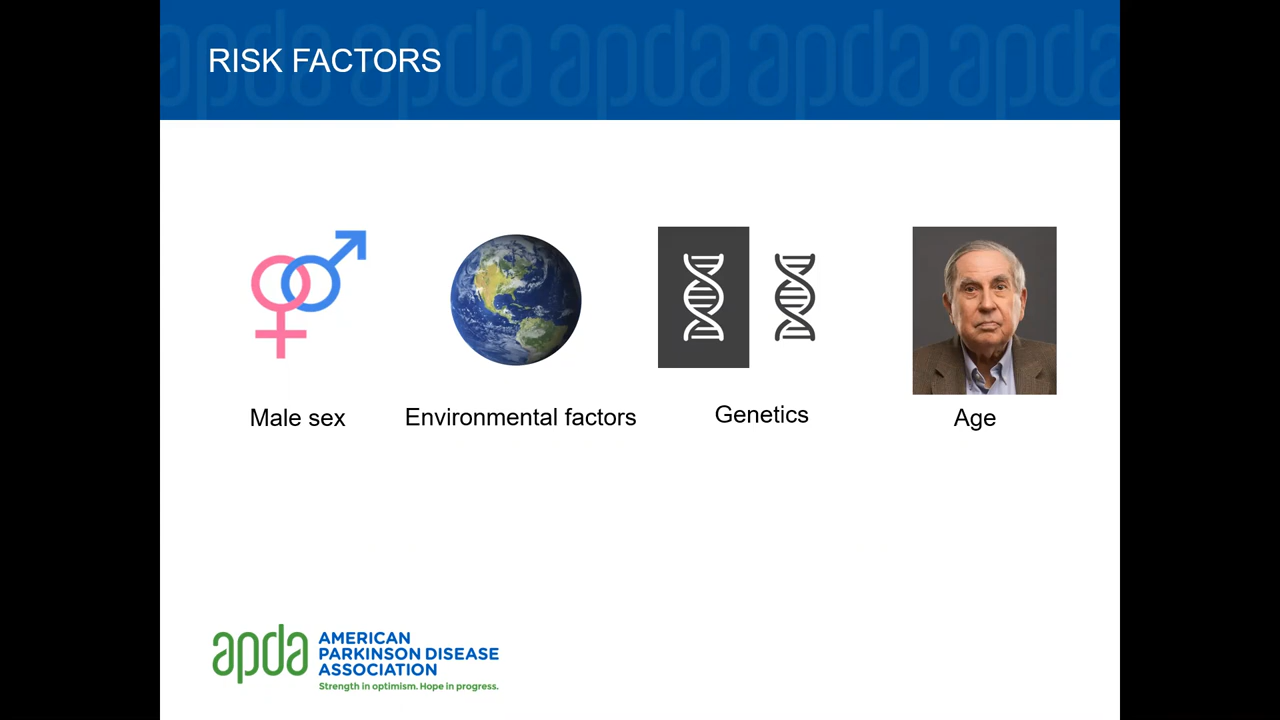 RISK FACTORS
Male sex
Environmental factors
Genetics
Age
apda
AMERICAN
PARKINSON DISEASE
ASSOCIATION
Strength in optimism. Hope in progress.